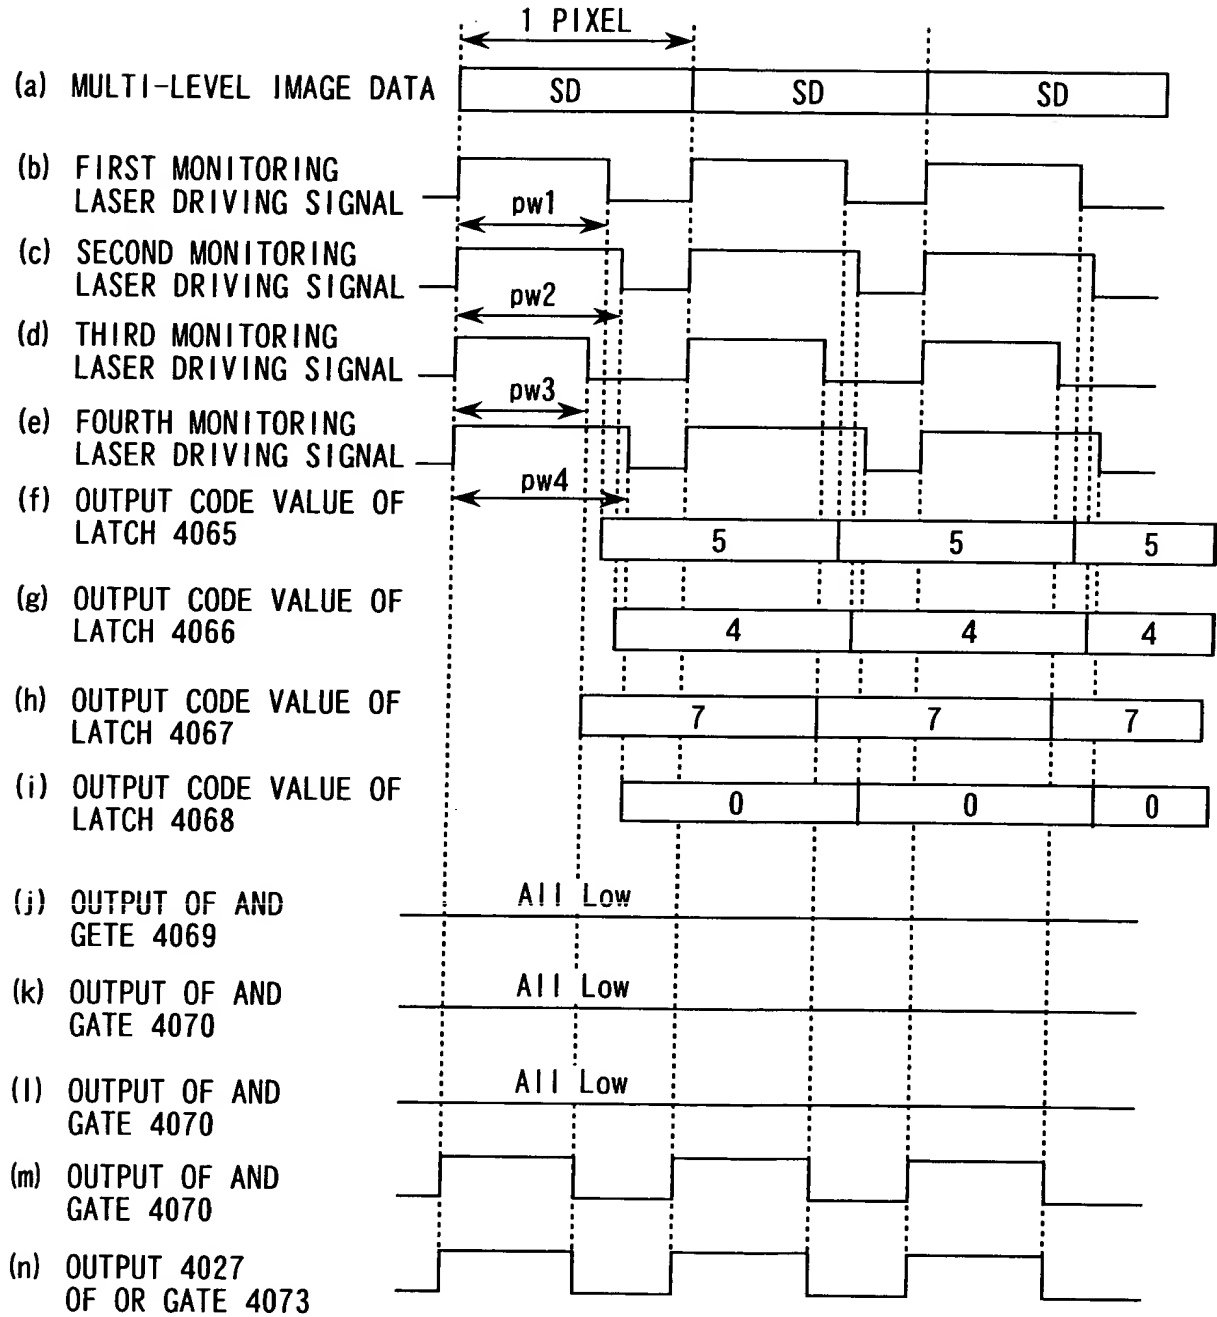 1 PIXEL
(a) MULTI-LEVEL IMAGE DATA
SD SD SD
(b) FIRST MONITORING
LASER DRIVING SIGNAL
pw1
(c) SECOND MONITORING
LASER DRIVING SIGNAL
pw2
(d) THIRD MONITORING
LASER DRIVING SIGNAL
pw3
(e) FOURTH MONITORING
LASER DRIVING SIGNAL
pw4
(f) OUTPUT CODE VALUE OF
LATCH 4065
5 5 5
(g) OUTPUT CODE VALUE OF
LATCH 4066
4 4 4
(h) OUTPUT CODE VALUE OF
LATCH 4067
7 7 7
(i) OUTPUT CODE VALUE OF
LATCH 4068
0 0 0
(j) OUTPUT OF AND
GETE 4069
All Low
(k) OUTPUT OF AND
GATE 4070
All Low
(l) OUTPUT OF AND
GATE 4070
All Low
(m) OUTPUT OF AND
GATE 4070
(n) OUTPUT 4027
OF OR GATE 4073